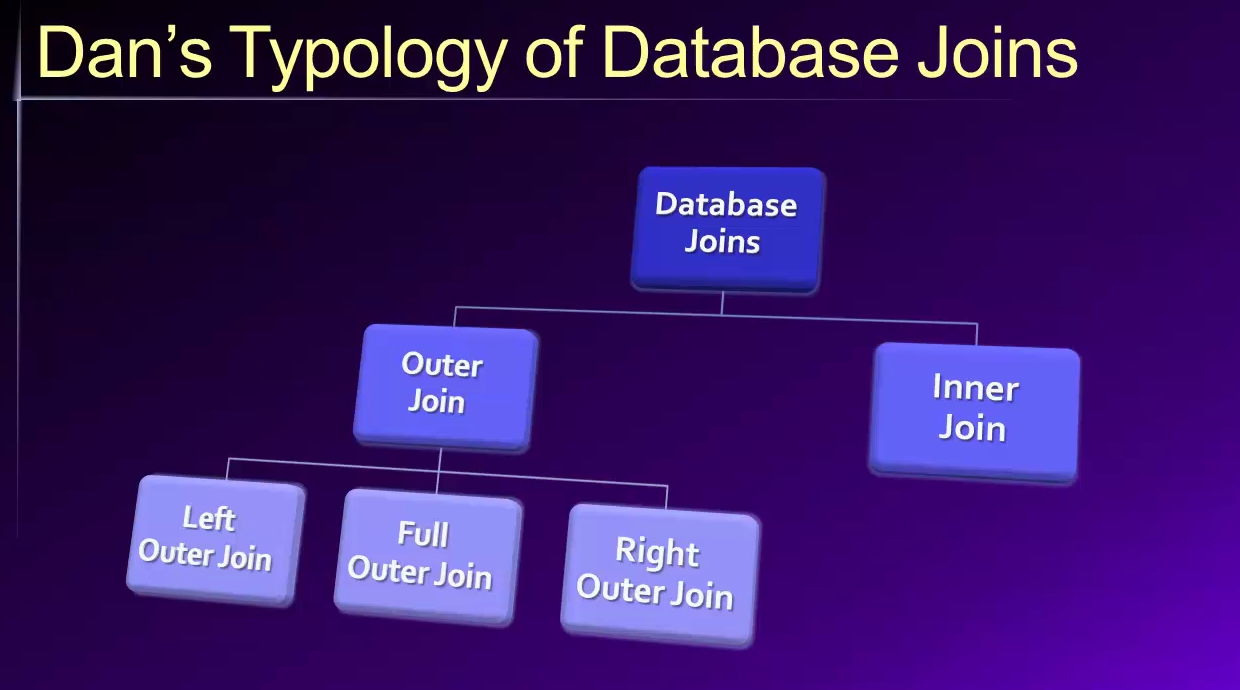 Dan’s Typology of Database Joins
Database
Joins
Outer
Join
Inner
Join
Left
Outer Join
Full
Outer Join
Right
Outer Join